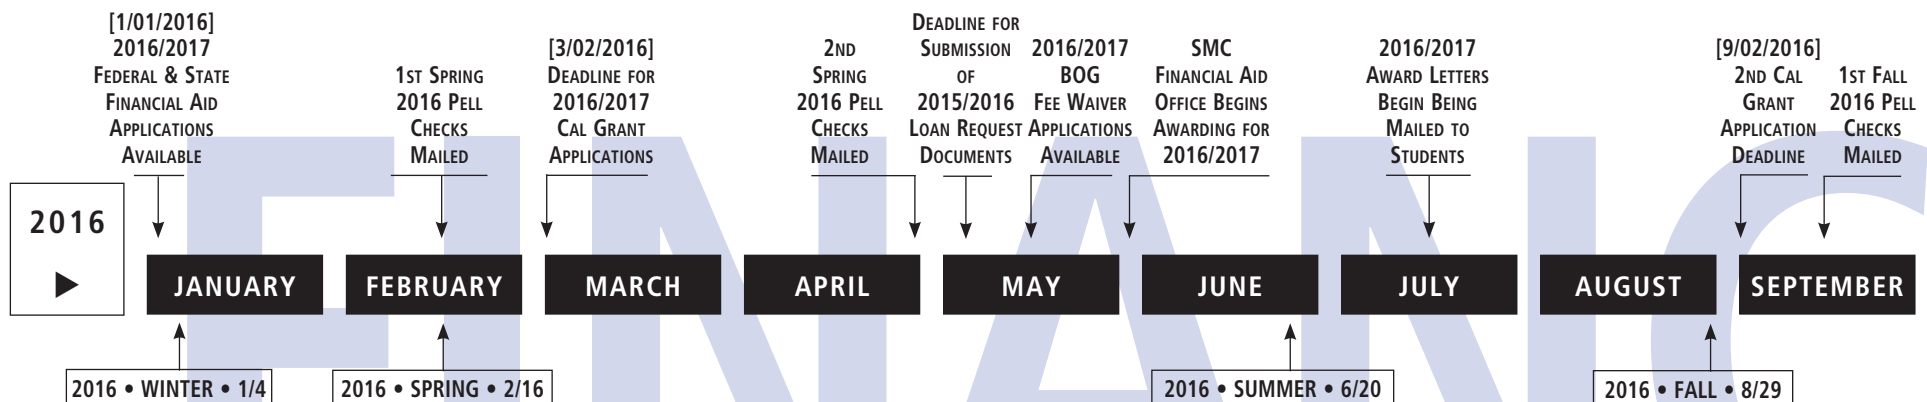 [1/01/2016]
2016/2017
Federal & State
Financial Aid
Applications
Available
1st Spring
2016 Pell
Checks
Mailed
[3/02/2016]
Deadline for
2016/2017
Cal Grant
Applications
2nd
Spring
2016 Pell
Checks
Mailed
Deadline for
Submission
of
2015/2016
Loan Request
Documents
2016/2017
BOG
Fee Waiver
Applications
Available
SMC
Financial Aid
Office Begins
Awarding for
2016/2017
2016/2017
Award Letters
Begin Being
Mailed to
Students
[9/02/2016]
2nd Cal
Grant
Application
Deadline
1st Fall
2016 Pell
Checks
Mailed
2016
JANUARY
FEBRUARY
MARCH
APRIL
MAY
JUNE
JULY
AUGUST
SEPTEMBER
2016 • WINTER • 1/4
2016 • SPRING • 2/16
2016 • SUMMER • 6/20
2016 • FALL • 8/29
FINANC